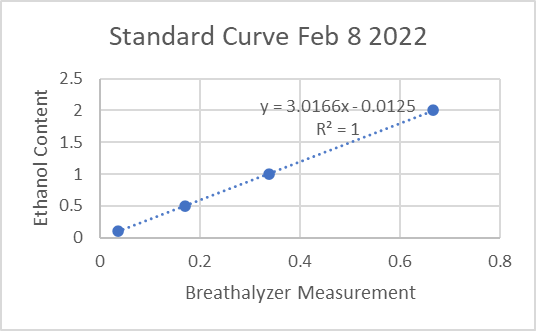 Standard Curve Feb 8 2022
2.5
y = 3.0166x - 0.0125
2
R² = 1
1.5
1
0.5
0
Ethanol Content
0 0.2 0.4 0.6 0.8
Breathalyzer Measurement